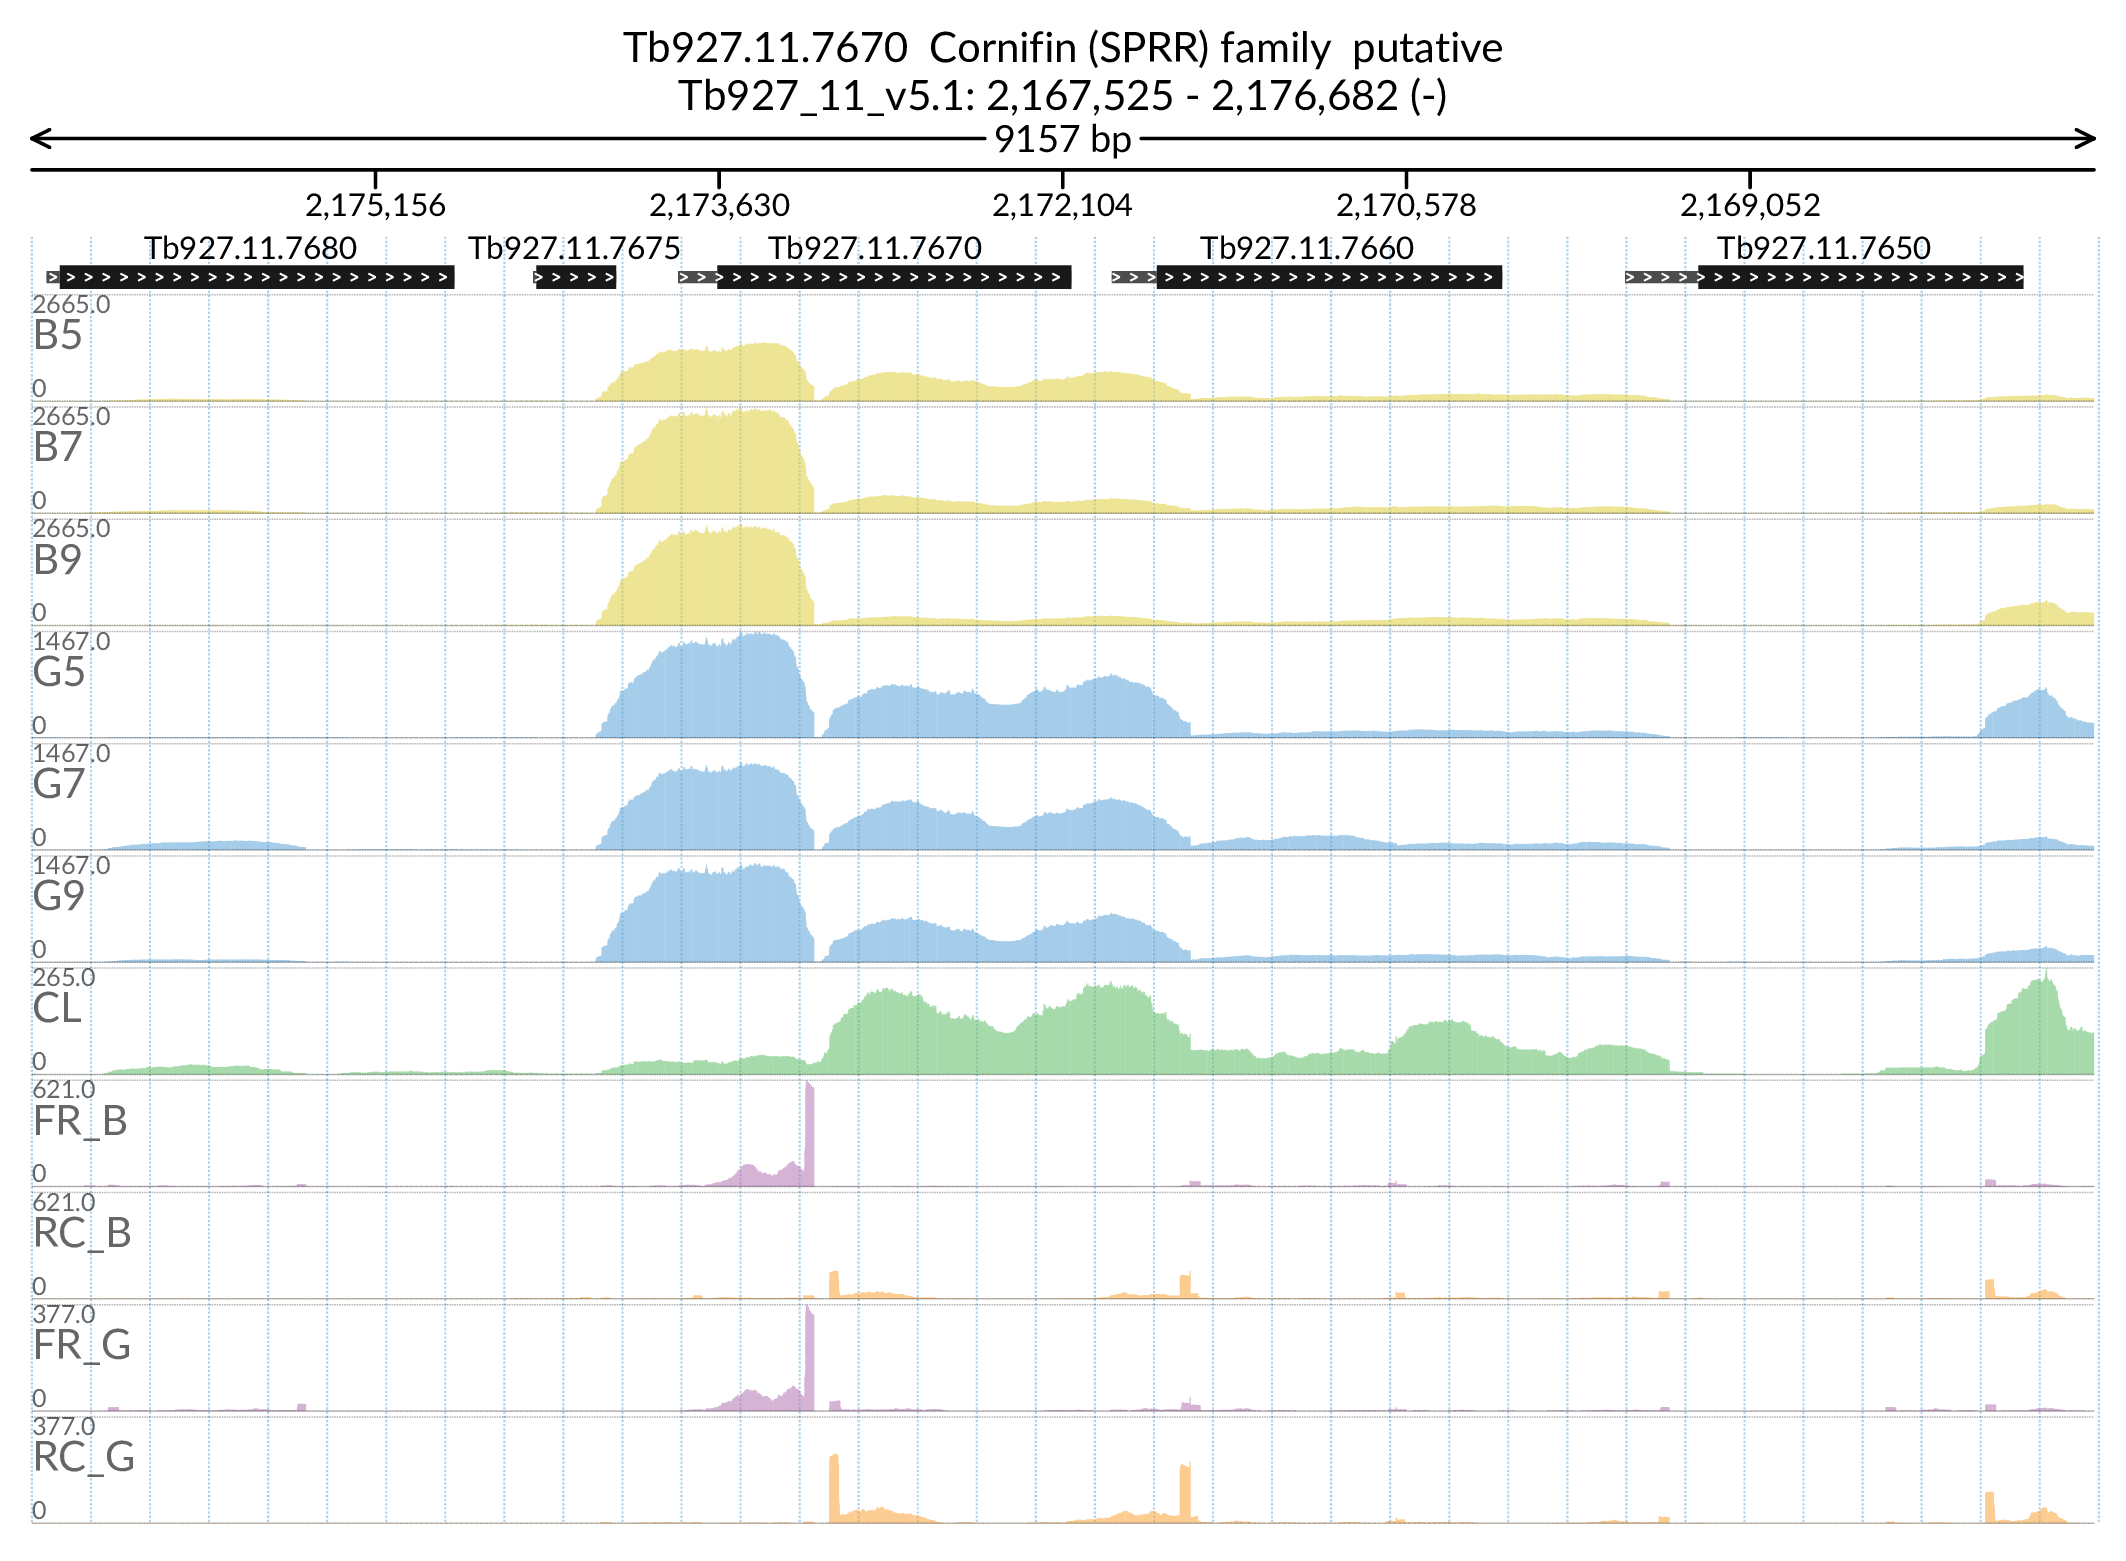 Tb927.11.7670  Cornifin (SPRR) family  putative
Tb927_11_v5.1: 2,167,525 - 2,176,682 (-)
9157 bp
2,175,156 2,173,630 2,172,104 2,170,578 2,169,052
Tb927.11.7680 Tb927.11.7675 Tb927.11.7670 Tb927.11.7660 Tb927.11.7650
2665.0
B5
0
2665.0
B7
0
2665.0
B9
0
1467.0
G5
0
1467.0
G7
0
1467.0
G9
0
265.0
CL
0
621.0
FR_B
0
621.0
RC_B
0
377.0
FR_G
0
377.0
RC_G
0